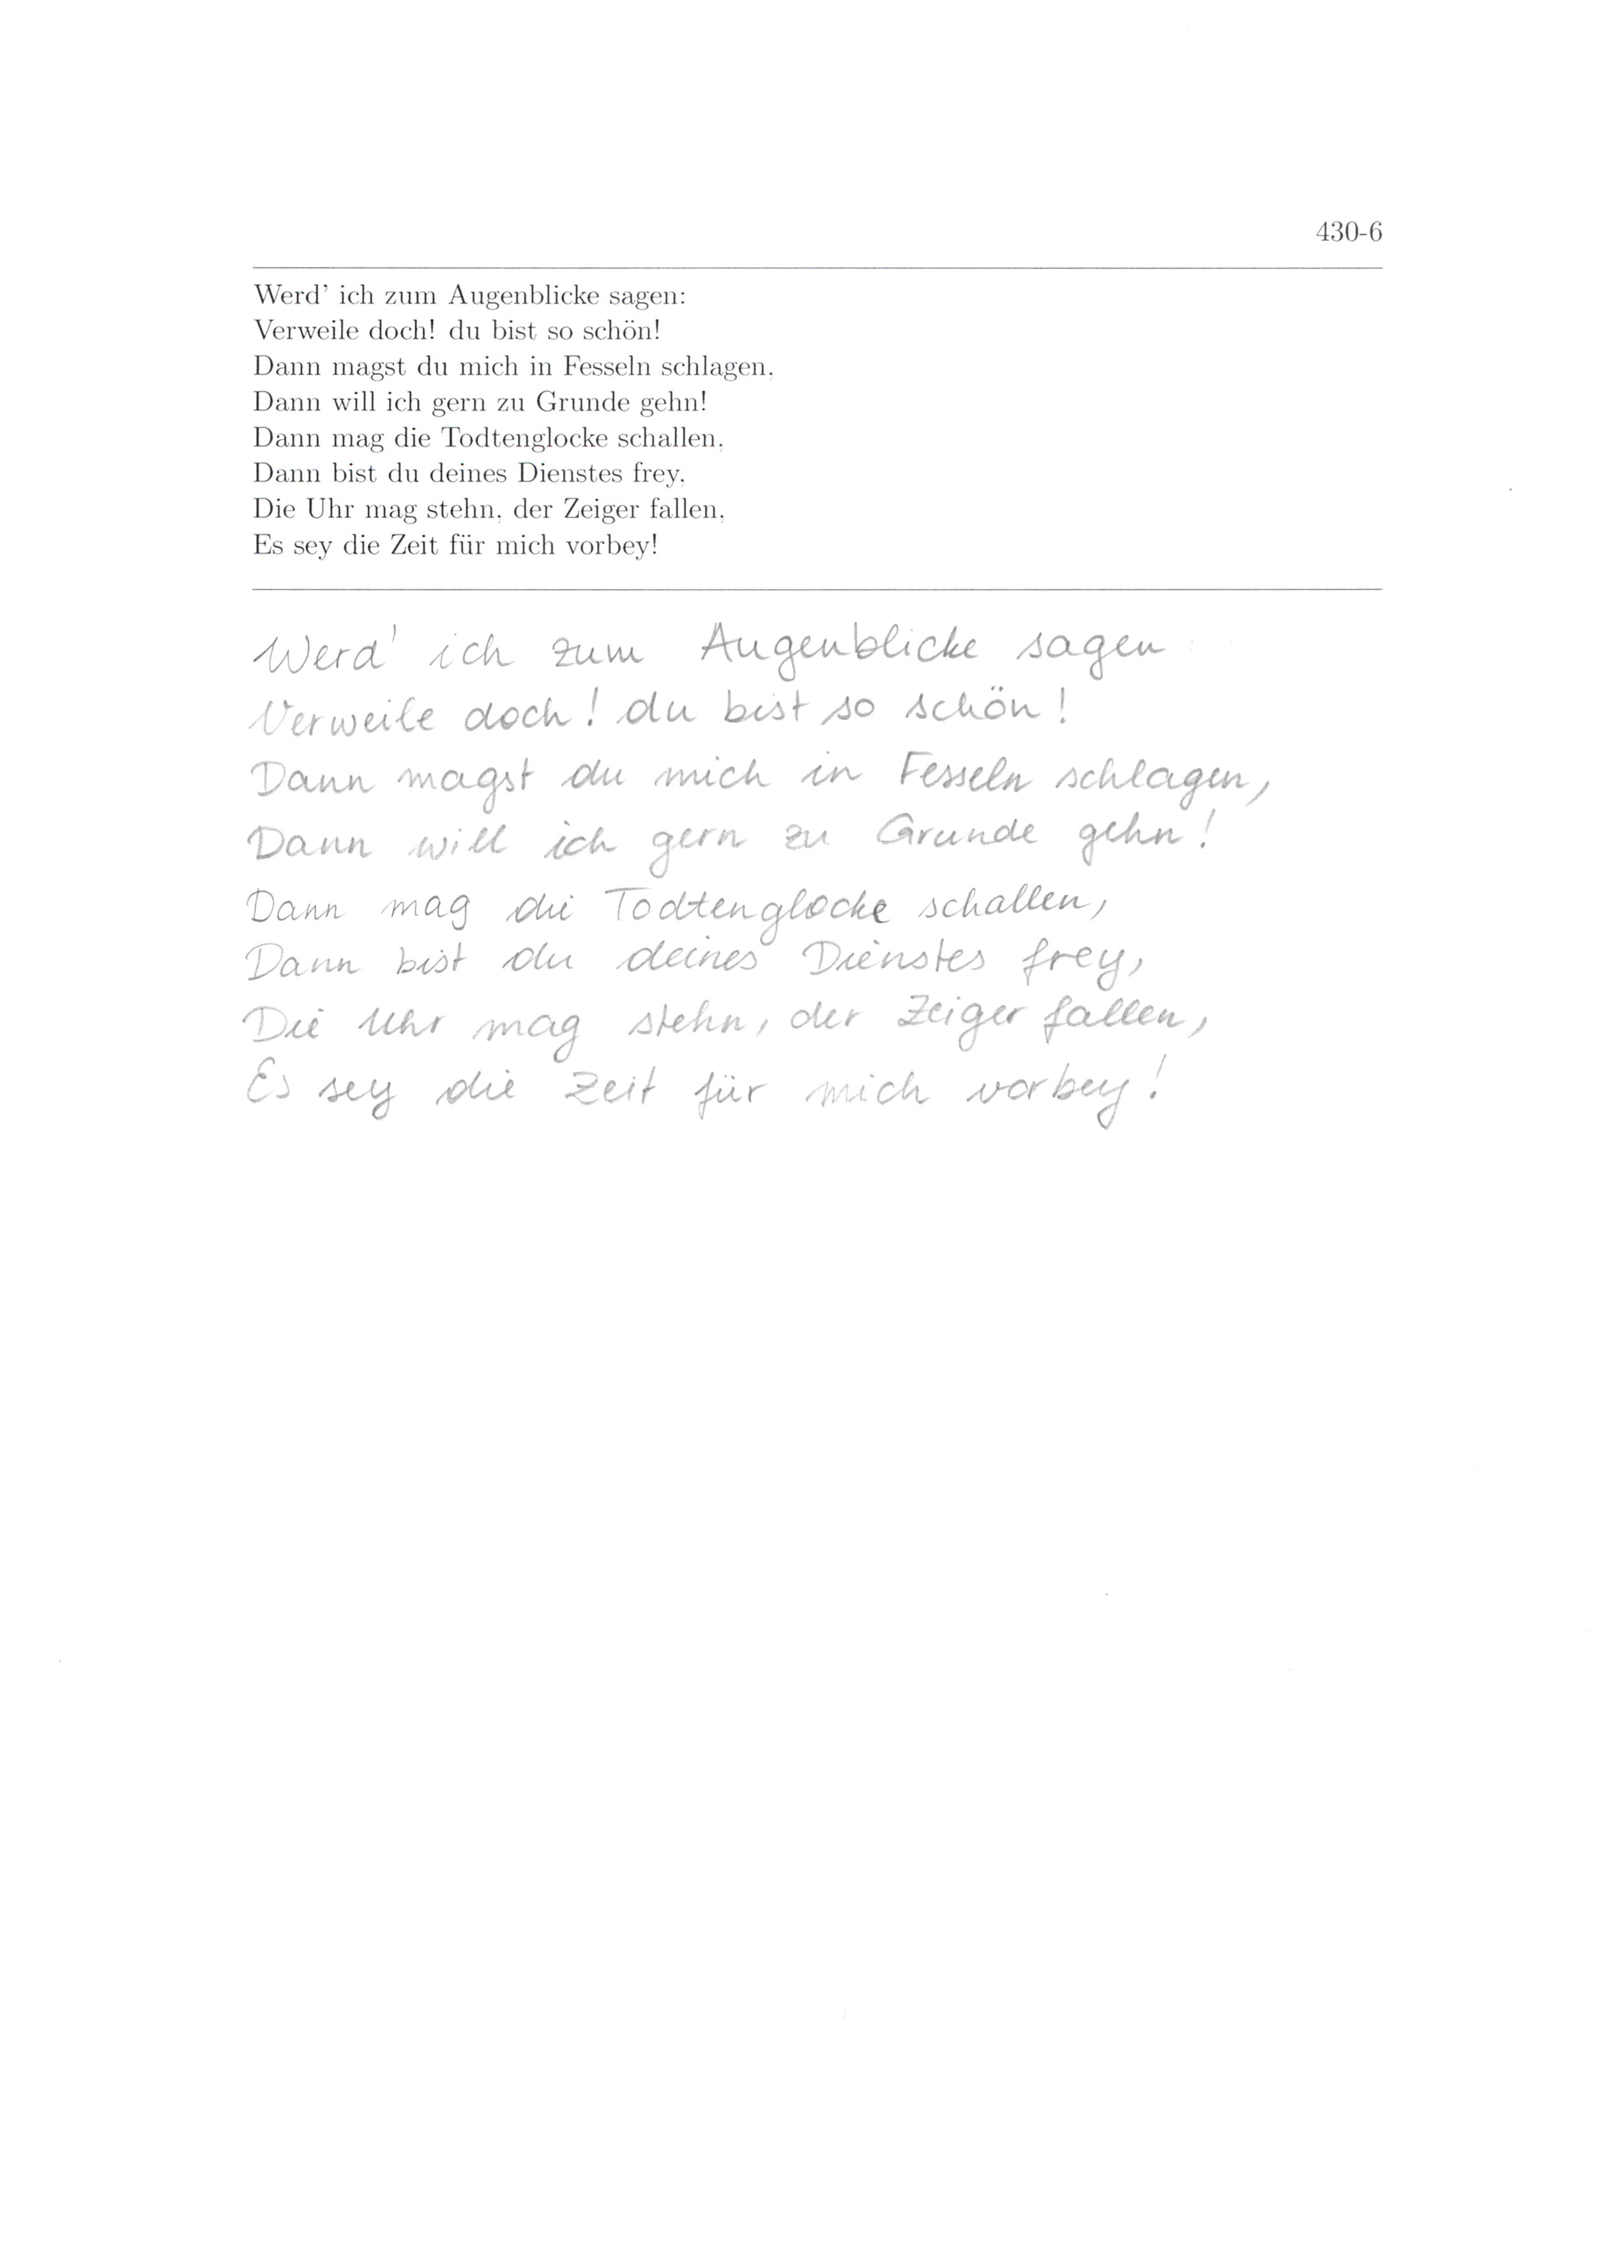 430-6
Werd' ich zum Augenblicke sagen:
Verweile doch! du bist so schön!
Dann magst du mich in Fesseln schlagen,
Dann will ich gern zu Grunde gehn!
Dann mag die Todtenglocke schallen,
Dann bist du deines Dienstes frey,
Die Uhr mag stehn, der Zeiger fallen,
Es sey die Zeit für mich vorbey!
Werd' ich zum Augenblicke sagen:
Verweile doch! du bist so schön!
Dann magst du mich in Fesseln schlagen,
Dann will ich gern zu Grunde gehn!
Dann mag die Todtenglocke schallen,
Dann bist du deines Dienstes frey,
Die Uhr mag stehn, der Zeiger fallen,
Es sey die Zeit für mich vorbey!